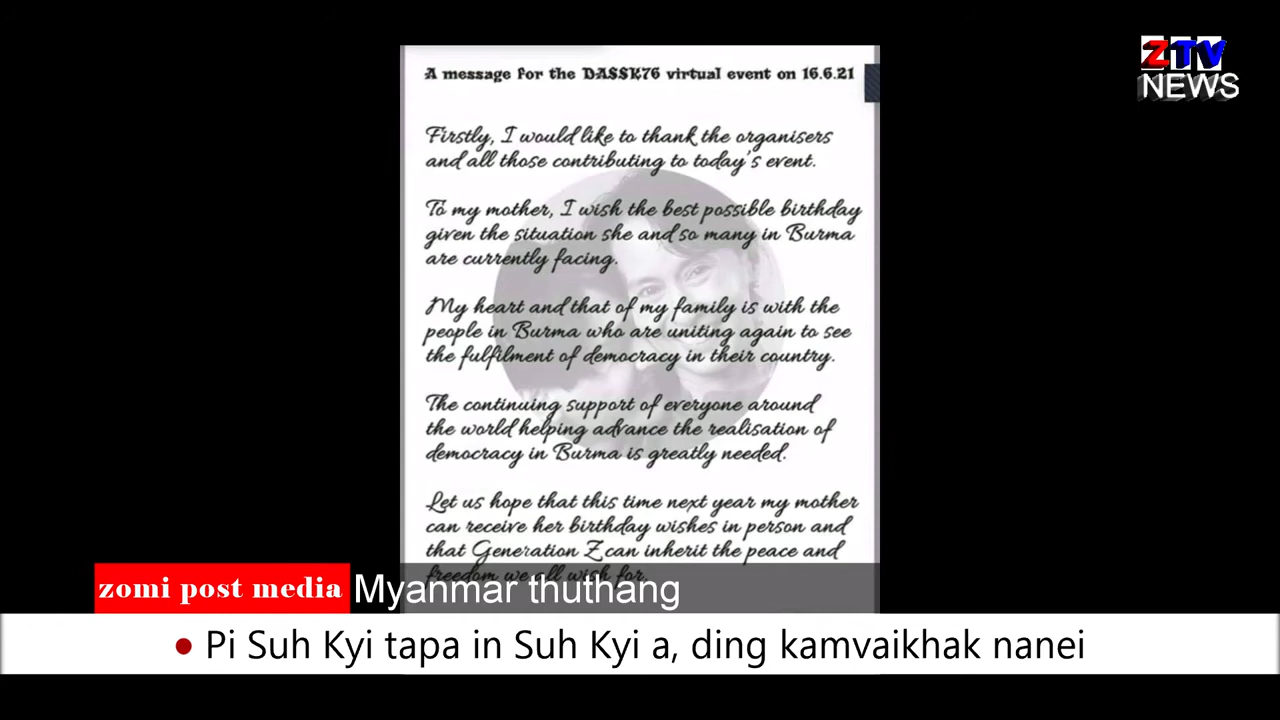 ZTV
NEWS
A message for the DASSK76 virtual event on 16.6.21
Firstly, I would like to thank the organisers
and all those contributing to today's event.
To my mother, I wish the best possible birthday
given the situation she and so many in Burma
are currently facing.
My heart and that of my family is with the
people in Burma who are uniting again to see
the fulfilment of democracy in their country.
The continuing support of everyone around
the world helping advance the realisation of
democracy in Burma is greatly needed.
Let us hope that this time next year my mother
can receive her birthday wishes in person and
that Generation Z can inherit the peace and
freedom we all wish for.
zomi post media Myanmar thuthang
• Pi Suh Kyi tapa in Suh Kyi a, ding kamvaikhak nanei